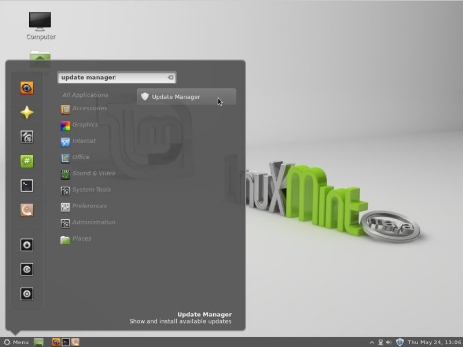 Computer
update manager
All Applications
Update Manager
Accessories
Graphics
Internet
Office
Sound & Video
System Tools
Preferences
Administration
Places
Linux Mint
Maya
Update Manager
Show and install available updates
Menu
Thu May 24, 13:06